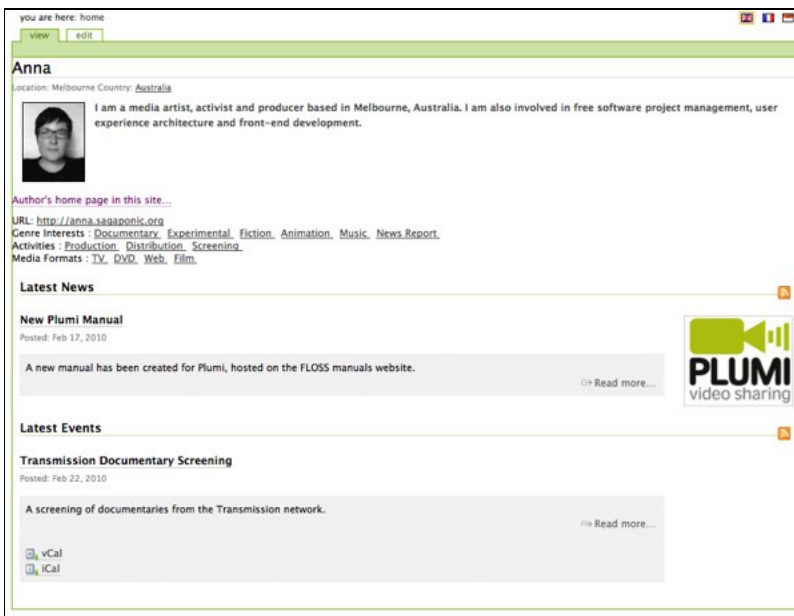 you are here: home
view edit
Anna
Location: Melbourne Country: Australia
I am a media artist, activist and producer based in Melbourne, Australia. I am also involved in free software project management, user
experience architecture and front-end development.
Author's home page in this site...
URL: http://anna.sagaponic.org
Genre Interests : Documentary Experimental Fiction Animation Music News Report
Activities : Production Distribution Screening
Media Formats : TV DVD Web Film
Latest News
New Plumi Manual
Posted: Feb 17, 2010
A new manual has been created for Plumi, hosted on the FLOSS manuals website.
Read more...
PLUMI
video sharing
Latest Events
Transmission Documentary Screening
Posted: Feb 22, 2010
A screening of documentaries from the Transmission network.
Read more...
vCal
iCal